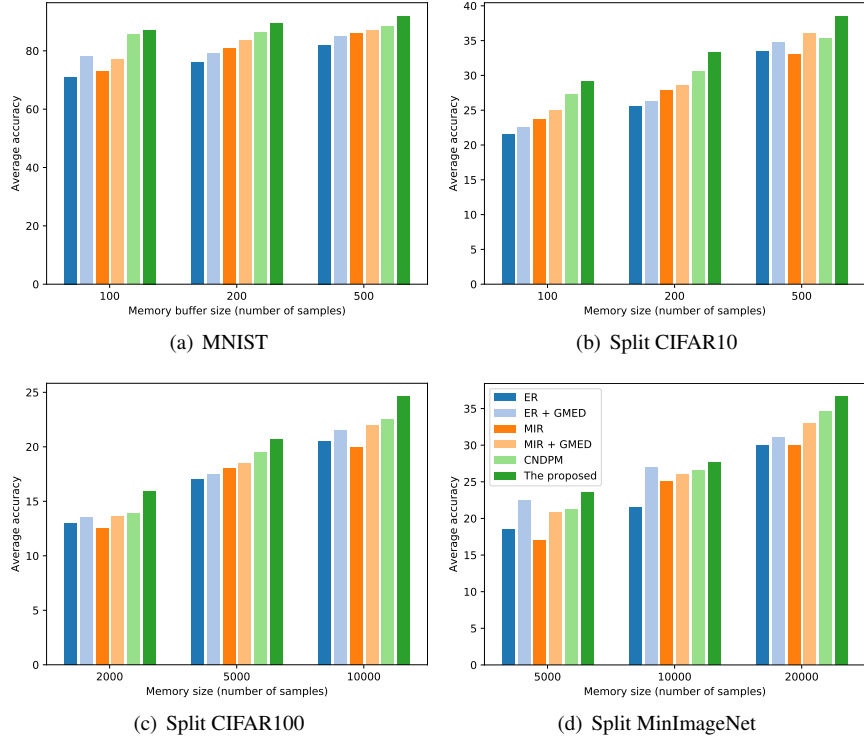 80
60
40
20
0
Average accuracy
100
200
500
Memory buffer size (number of samples)
(a) MNIST
40
35
30
25
20
15
10
5
0
Average accuracy
100
200
500
Memory size (number of samples)
(b) Split CIFAR10
25
20
15
10
5
0
Average accuracy
2000
5000
10000
Memory size (number of samples)
(c) Split CIFAR100
35
30
25
20
15
10
5
0
Average accuracy
ER
ER + GMED
MIR
MIR + GMED
CNDPM
The proposed
5000
10000
20000
Memory size (number of samples)
(d) Split MinImageNet